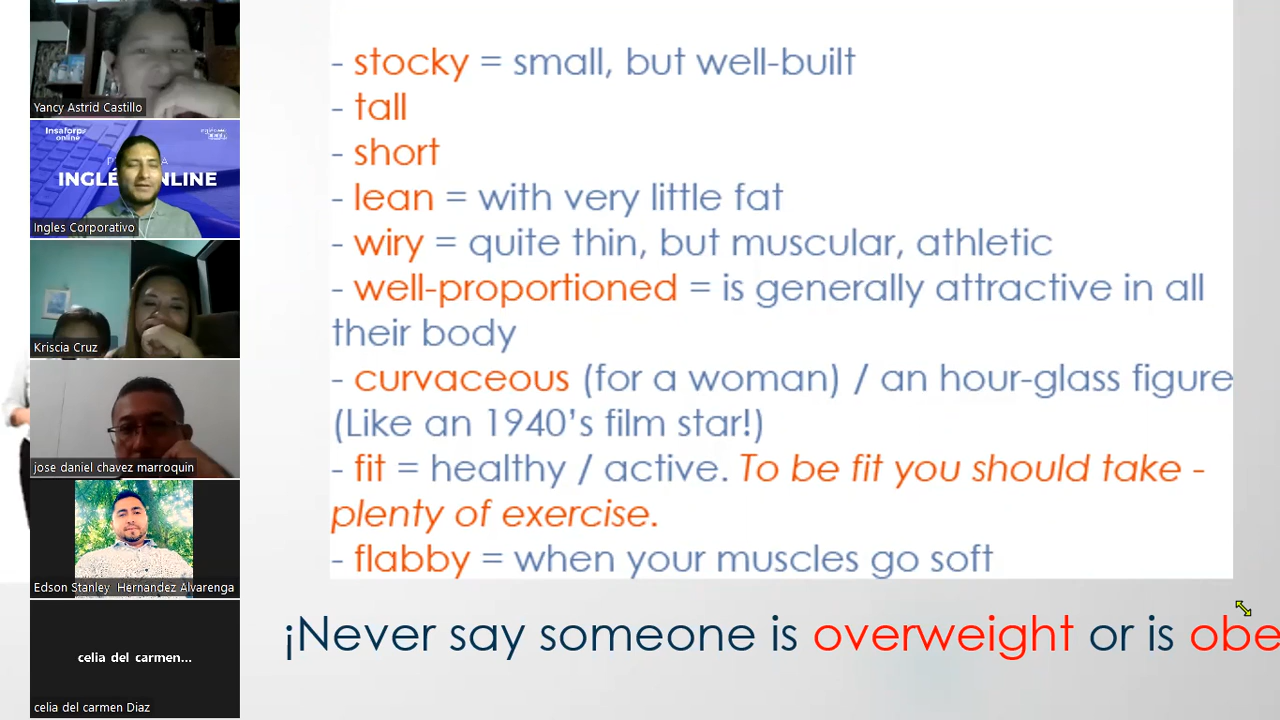 Yancy Astrid Castillo
Insaforp
online
INGLÉ NLINE
Ingles Corporativo
Kriscia Cruz
jose daniel chavez marroquin
Edson Stanley Hernandez Alvarenga
celia del carmen...
celia del carmen Diaz
- stocky = small, but well-built
- tall
- short
- lean = with very little fat
- wiry = quite thin, but muscular, athletic
- well-proportioned = is generally attractive in all
their body
- curvaceous (for a woman) / an hour-glass figure
(Like an 1940's film star!)
- fit = healthy / active. To be fit you should take -
plenty of exercise.
- flabby = when your muscles go soft
¡Never say someone is overweight or is obe